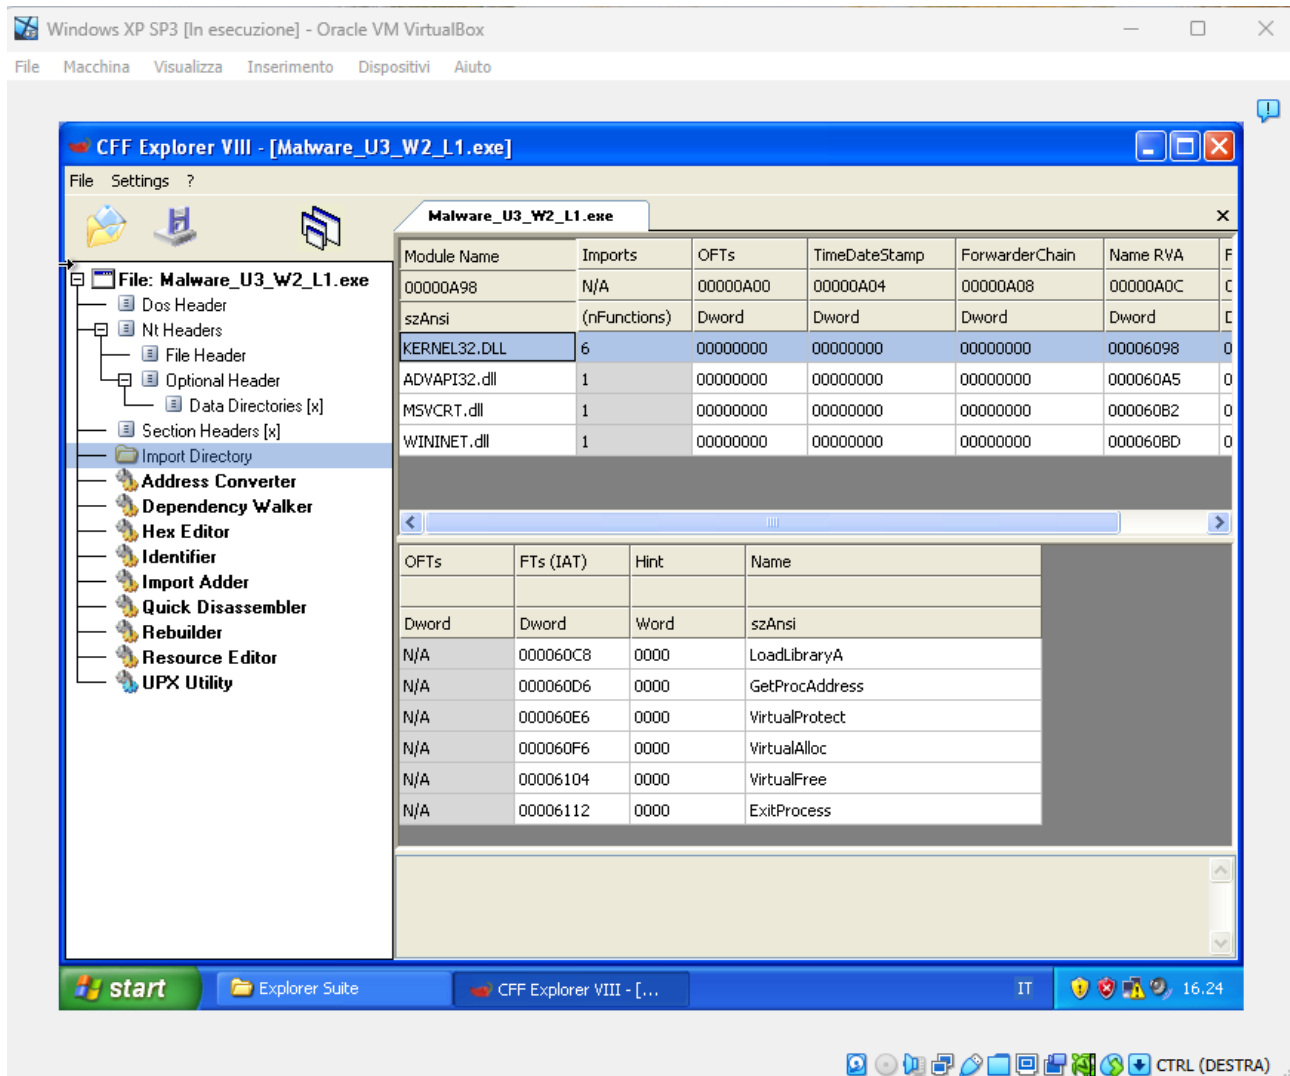 Windows XP SP3 [In esecuzione] - Oracle VM VirtualBox
File Macchina Visualizza Inserimento Dispositivi Aiuto
CFF Explorer VIII - [Malware_U3_W2_L1.exe]
File Settings ?
Malware_U3_W2_L1.exe
File: Malware_U3_W2_L1.exe
Dos Header
Nt Headers
File Header
Optional Header
Data Directories [x]
Section Headers [x]
Import Directory
Address Converter
Dependency Walker
Hex Editor
Identifier
Import Adder
Quick Disassembler
Rebuilder
Resource Editor
UPX Utility
Module Name Imports OFTs TimeDateStamp ForwarderChain Name RVA F
00000A98 N/A 00000A00 00000A04 00000A08 00000A0C
szAnsi (nFunctions) Dword Dword Dword Dword
KERNEL32.DLL 6 00000000 00000000 00000000 00006098 0
ADVAPI32.dll 1 00000000 00000000 00000000 000060A5 0
MSVCRT.dll 1 00000000 00000000 00000000 000060B2 0
WININET.dll 1 00000000 00000000 00000000 000060BD 0
OFTs FTs (IAT) Hint Name
Dword Dword Word szAnsi
N/A 000060C8 0000 LoadLibraryA
N/A 000060D6 0000 GetProcAddress
N/A 000060E6 0000 VirtualProtect
N/A 000060F6 0000 VirtualAlloc
N/A 00006104 0000 VirtualFree
N/A 00006112 0000 ExitProcess
start Explorer Suite CFF Explorer VIII - [... IT 16.24
CTRL (DESTRA)